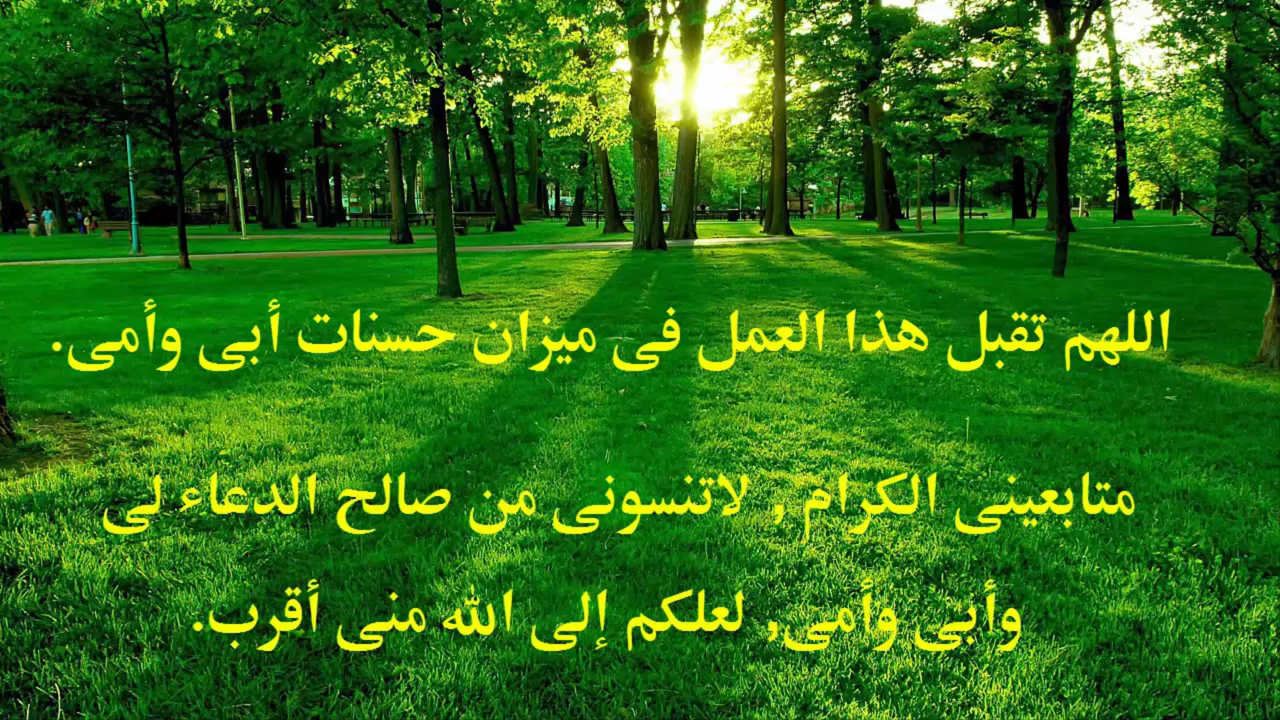 اللهم تقبل هذا العمل فى ميزان حسنات أبى وأمى.
متابعينى الكرام, لاتنسونى من صالح الدعاء لى
وأبى وأمى, لعلكم إلى الله منى أقرب.